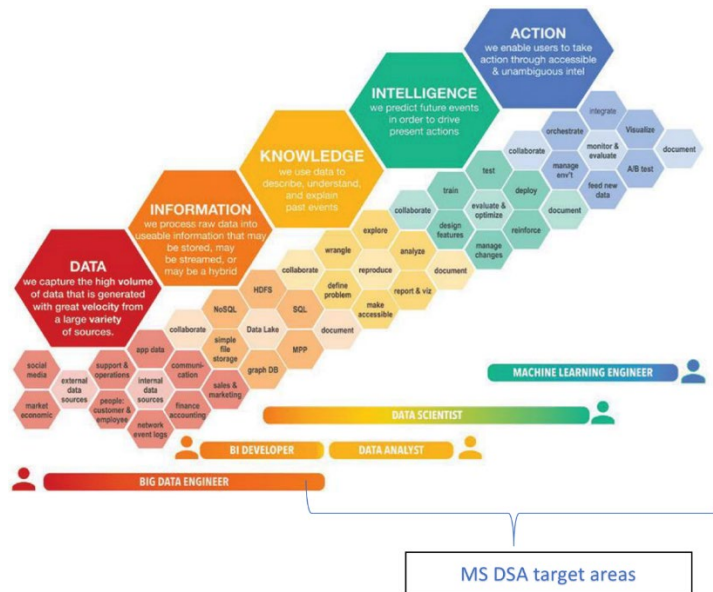 ACTION
we enable users to take
action through accessible
& unambiguous intel
INTELLIGENCE
we predict future events
in order to drive
present actions
KNOWLEDGE
we use data to
describe, understand,
and explain
past events
INFORMATION
we process raw data into
useable information that may
be stored, may
be streamed, or
may be a hybrid
DATA
we capture the high volume
of data that is generated
with great velocity from
a large variety
of sources.
social
media
market
economic
external
data
sources
support &
operations
people:
customer &
employee
app data
internal
data
sources
network
event logs
communi-
cation
finance
accounting
sales &
marketing
collaborate
NoSQL
simple
file
storage
graph DB
HDFS
Data Lake
SQL
MPP
document
collaborate
wrangle
define
problem
explore
reproduce
make
accessible
analyze
report & viz
document
collaborate
train
design
features
test
evaluate &
optimize
manage
changes
deploy
reinforce
document
collaborate
orchestrate
manage
env't
integrate
monitor &
evaluate
feed new
data
Visualize
A/B test
document
MACHINE LEARNING ENGINEER
DATA SCIENTIST
BI DEVELOPER
DATA ANALYST
BIG DATA ENGINEER
MS DSA target areas